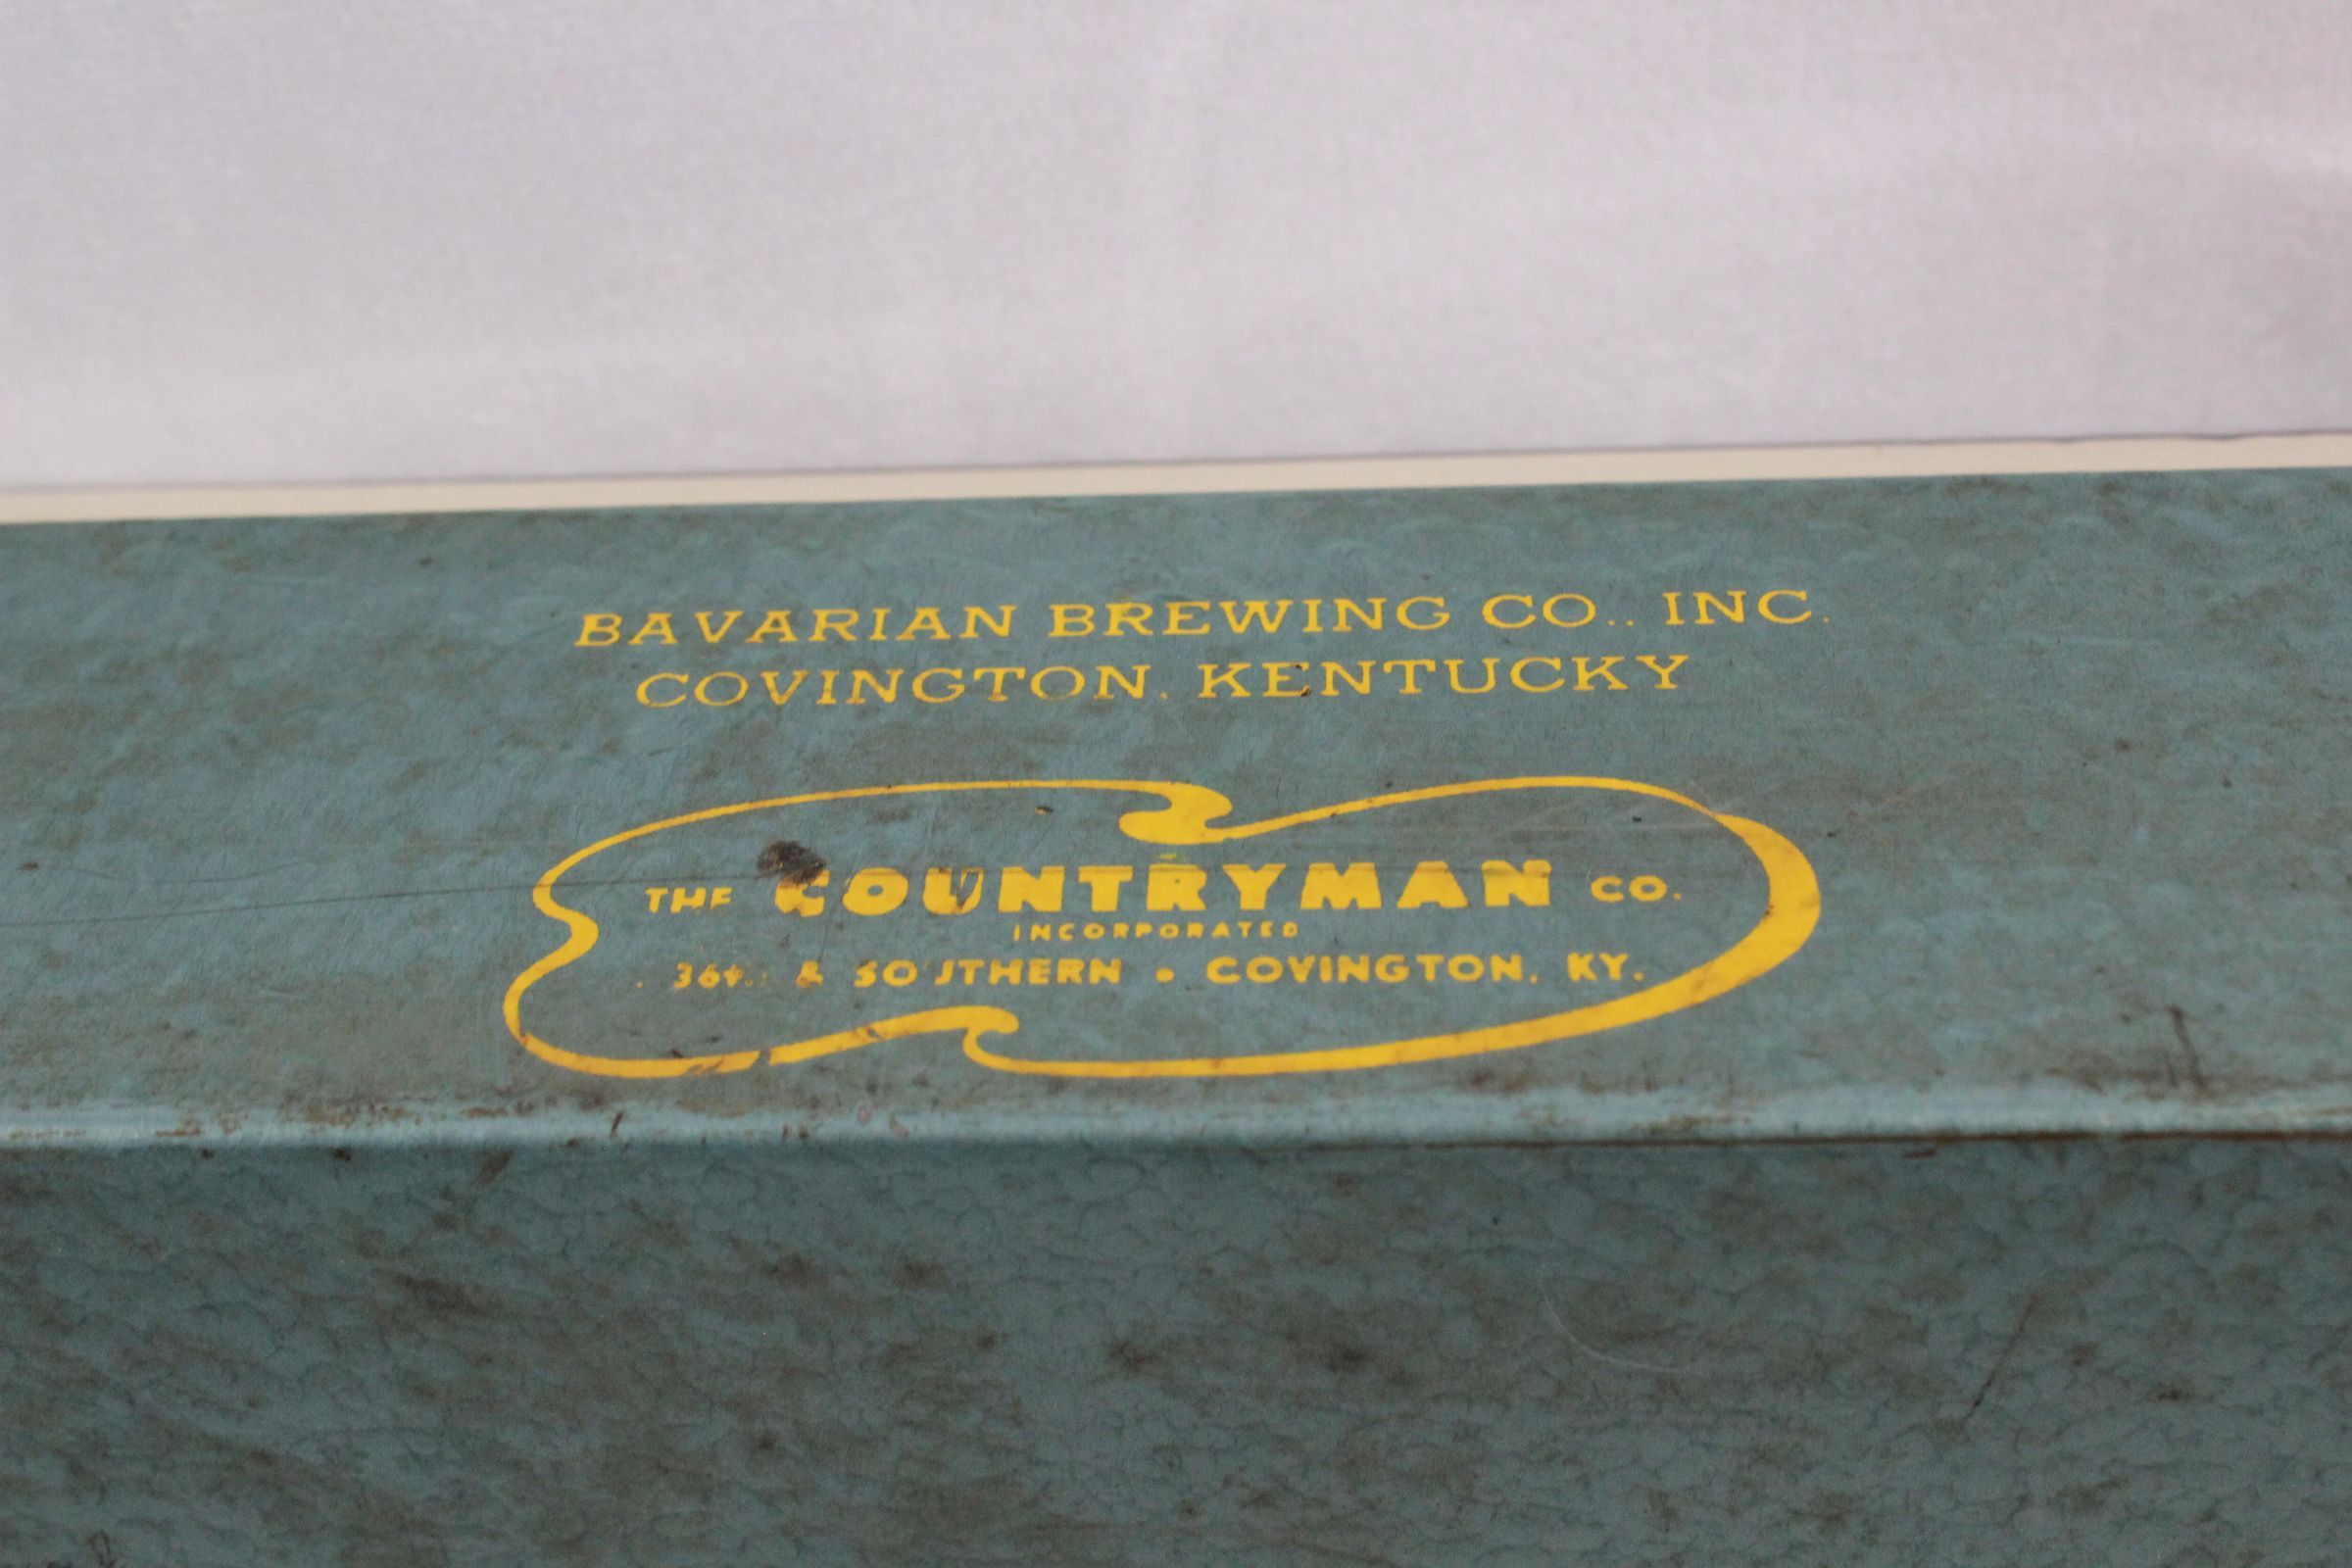 BAVARIAN BREWING CO., INC.
COVINGTON, KENTUCKY
THE COUNTRYMAN CO.
INCORPORATED
& SOUTHERN • COVINGTON, KY.